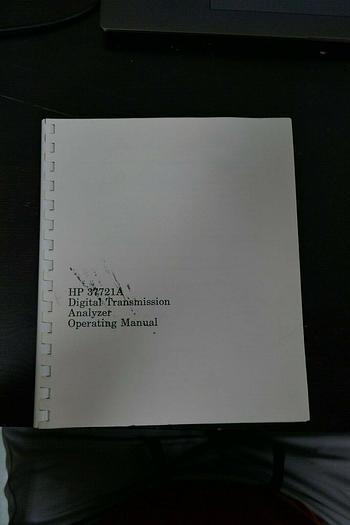 HP 37721A
Digital Transmission
Analyzer
Operating Manual